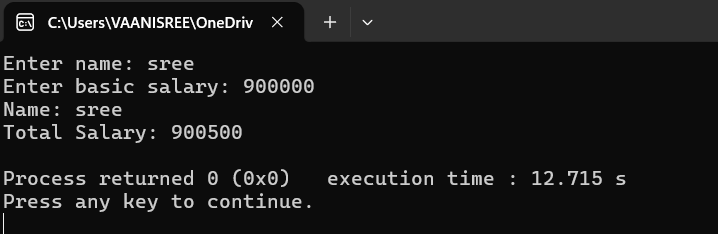 C:\Users\VAANISREE\OneDriv
Enter name: sree
Enter basic salary: 900000
Name: sree
Total Salary: 900500
Process returned 0 (0x0)   execution time : 12.715 s
Press any key to continue.